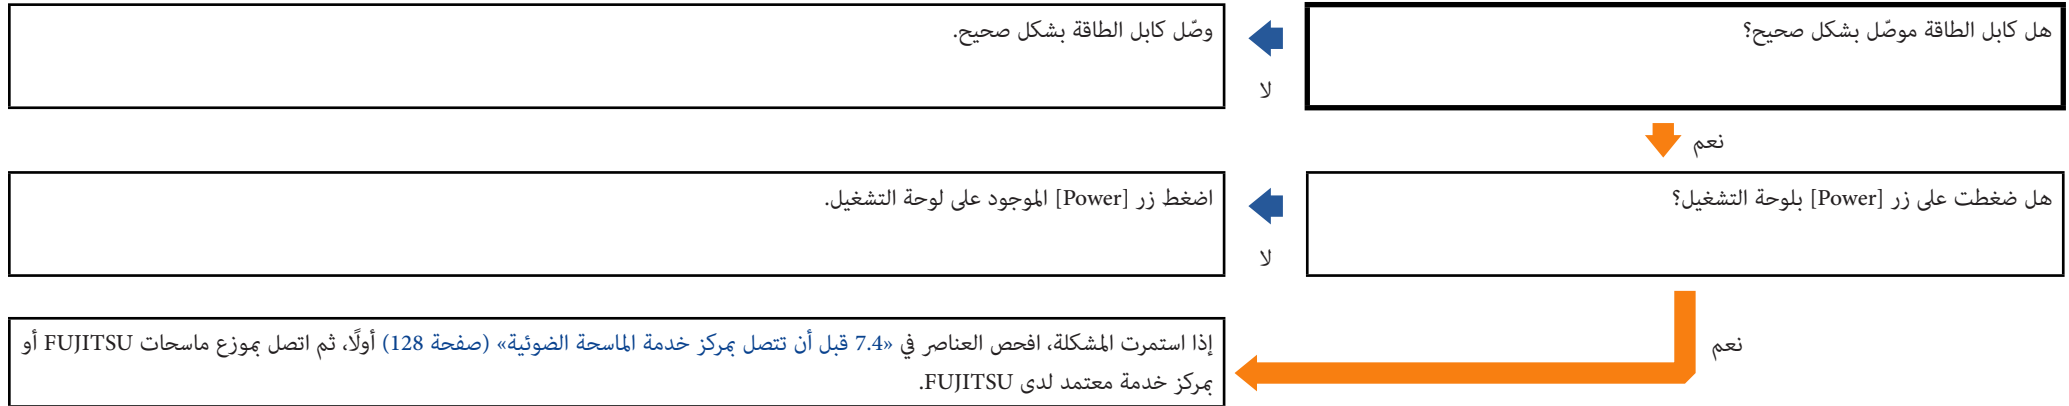 هل كابل الطاقة موصّل بشكل صحيح؟
لا
وصّل كابل الطاقة بشكل صحيح.
نعم
هل ضغطت على زر [Power] بلوحة التشغيل؟
لا
اضغط زر [Power] الموجود على لوحة التشغيل.
نعم
إذا استمرت المشكلة، افحص العناصر في «7.4 قبل أن تتصل بمركز خدمة الماسحة الضوئية» (صفحة 128) أولًا، ثم اتصل بموزع ماسحات FUJITSU أو
بمركز خدمة معتمد لدى FUJITSU.